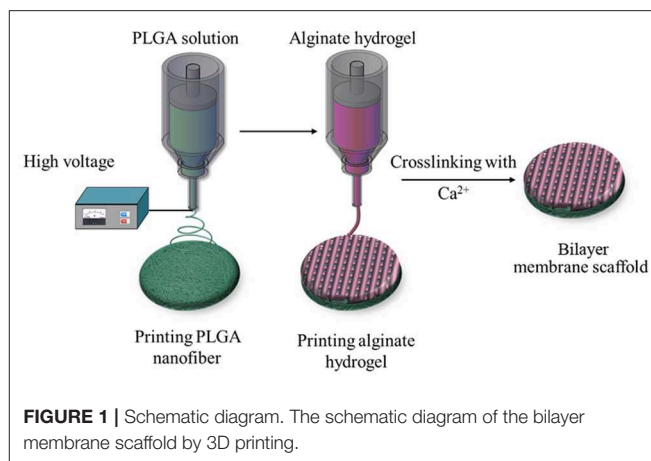 PLGA solution
Alginate hydrogel
High voltage
Crosslinking with
Ca²⁺
Bilayer
membrane scaffold
Printing PLGA
nanofiber
Printing alginate
hydrogel
FIGURE 1 | Schematic diagram. The schematic diagram of the bilayer
membrane scaffold by 3D printing.